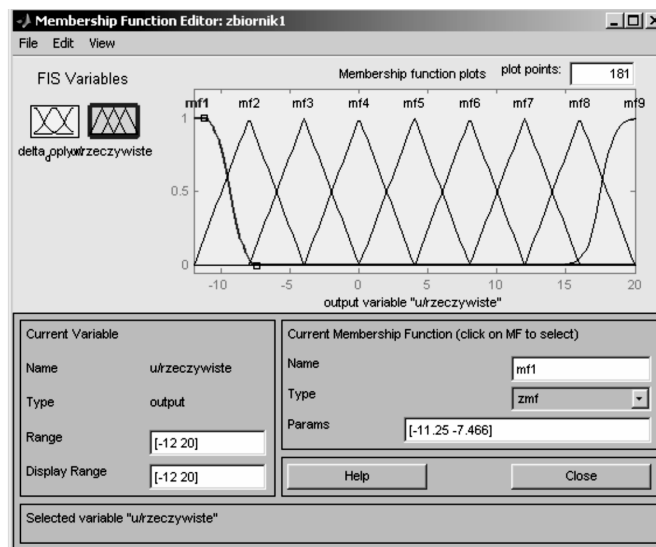 Membership Function Editor: zbiornik1
File Edit View
FIS Variables
Membership function plots plot points: 181
mf1 mf2 mf3 mf4 mf5 mf6 mf7 mf8 mf9
1
0.5
0
-10 -5 0 5 10 15 20
output variable "u/rzeczywiste"
u/rzeczywiste
Current Variable
Name u/rzeczywiste
Type output
Range [-12 20]
Display Range [-12 20]
Current Membership Function (click on MF to select)
Name mf1
Type zmf
Params [-11.25 -7.466]
Help Close
Selected variable "u/rzeczywiste"